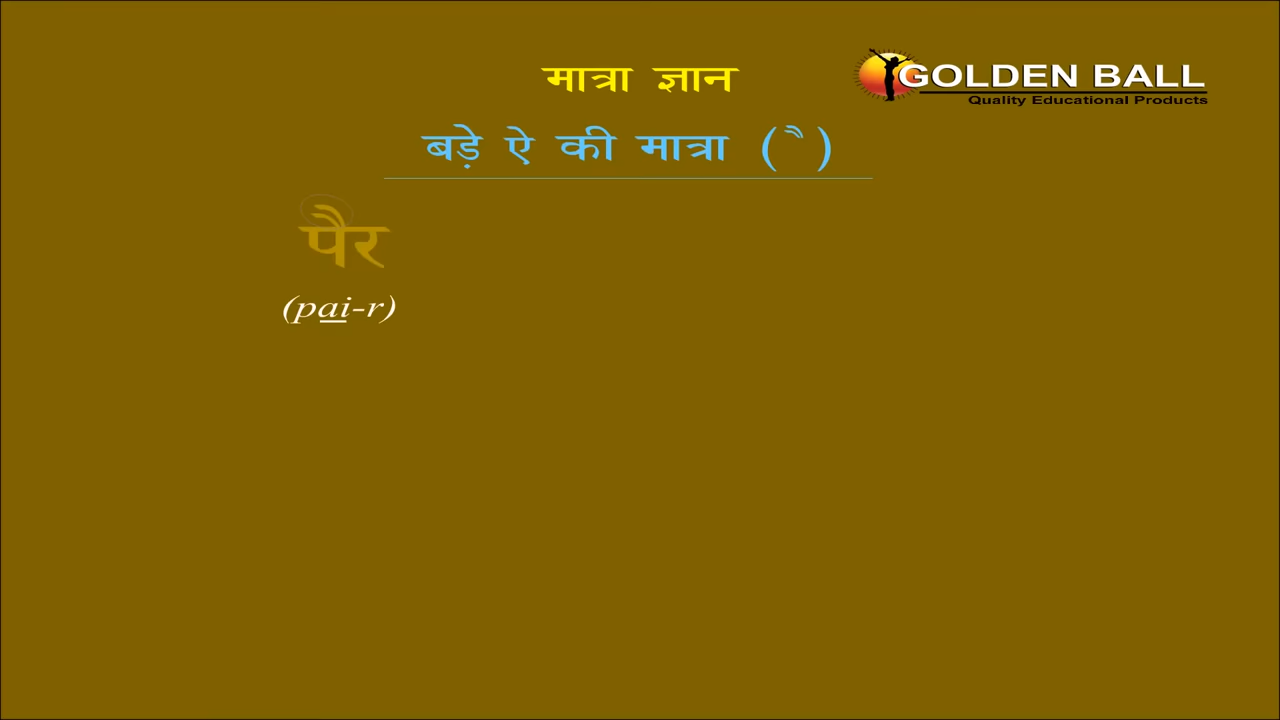 मात्रा ज्ञान
GOLDEN BALL
Quality Educational Products
बड़े ऐ की मात्रा ( ै )
पैर
(pai-r)